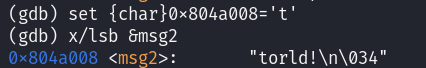 (gdb) set {char}0×804a008='t'
(gdb) x/lsb &msg2
0×804a008 <msg2>:       "torld!\n\034"